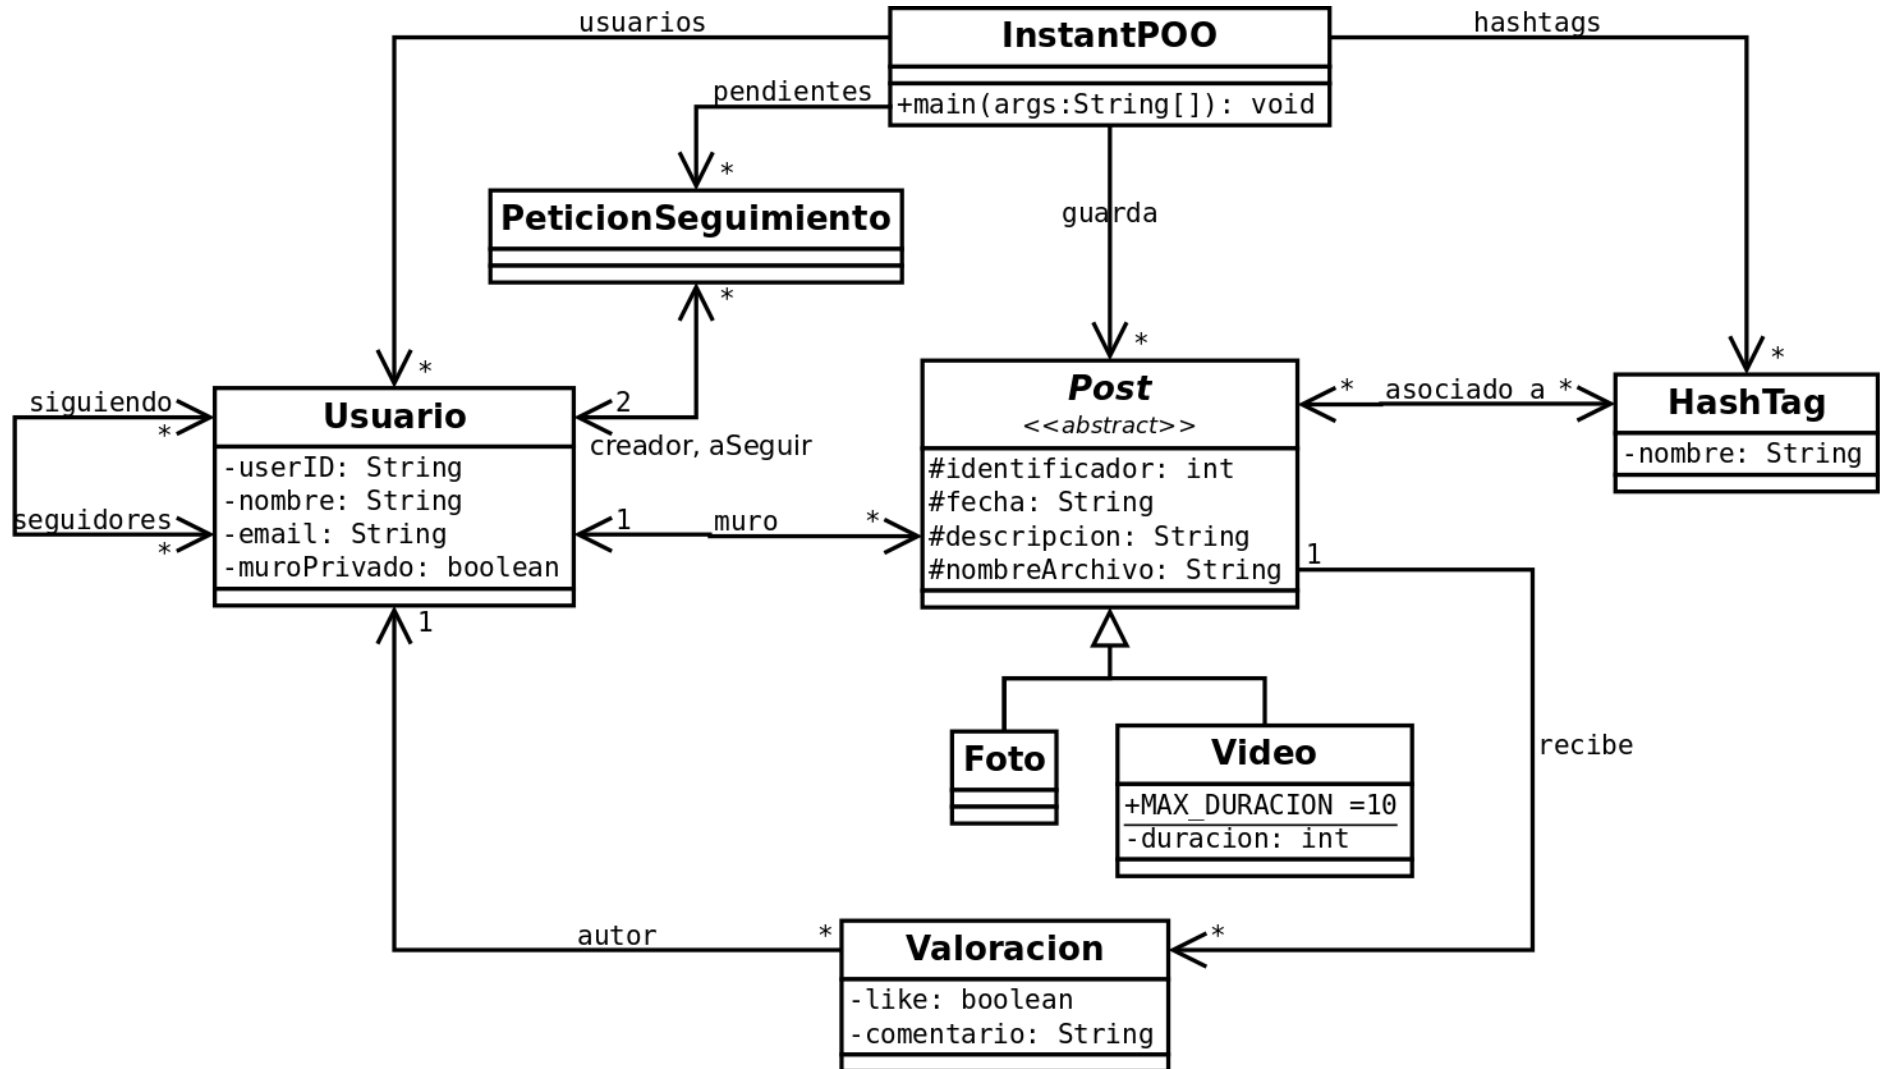 usuarios
InstantPOO
hashtags
pendientes
+main(args:String[]): void
*
PeticionSeguimiento
guarda
*
*
*
*
siguiendo
*
Usuario
2
creador, aSeguir
-userID: String
-nombre: String
-email: String
-muroPrivado: boolean
seguidores
*
1
muro
*
Post
<<abstract>>
#identificador: int
#fecha: String
#descripcion: String
#nombreArchivo: String
*
asociado a
*
HashTag
-nombre: String
1
1
Foto
Video
+MAX_DURACION =10
-duracion: int
recibe
autor
*
Valoracion
*
-like: boolean
-comentario: String